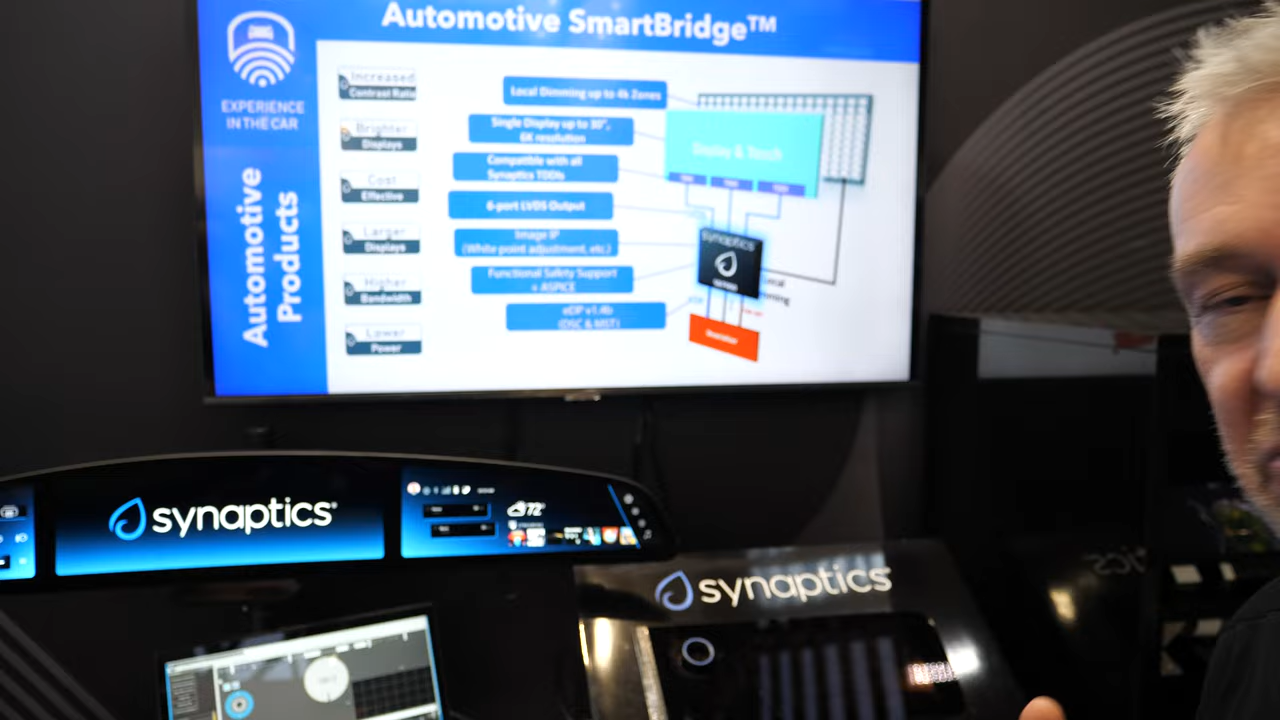 Automotive SmartBridge™
EXPERIENCE
IN THE CAR
Automotive
Products
Increased
Contrast Ratio
Brighter
Displays
Cost
Effective
Larger
Displays
Higher
Bandwidth
Lower
Power
Local Dimming up to 4k Zones
Single Display up to 30",
6K resolution
Compatible with all
Synaptics TDDIs
6-port LVDS Output
Image IP
(White point adjustment, etc.)
Functional Safety Support
+ ASPICE
eDP v1.4b
(DSC & MST)
Display & Touch
synaptics
synaptics®
72°
synaptics